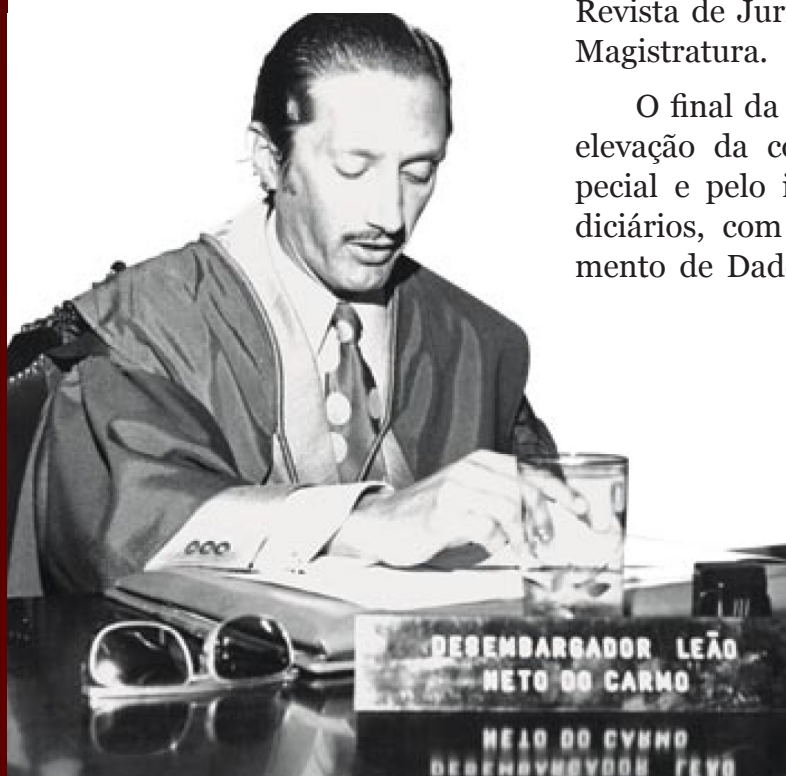 Revista de Jur
Magistratura.
O final da
elevação da co
pecial e pelo i
diciários, com
mento de Dad
DESEMBARGADOR LEÃO
NETO DO CARMO